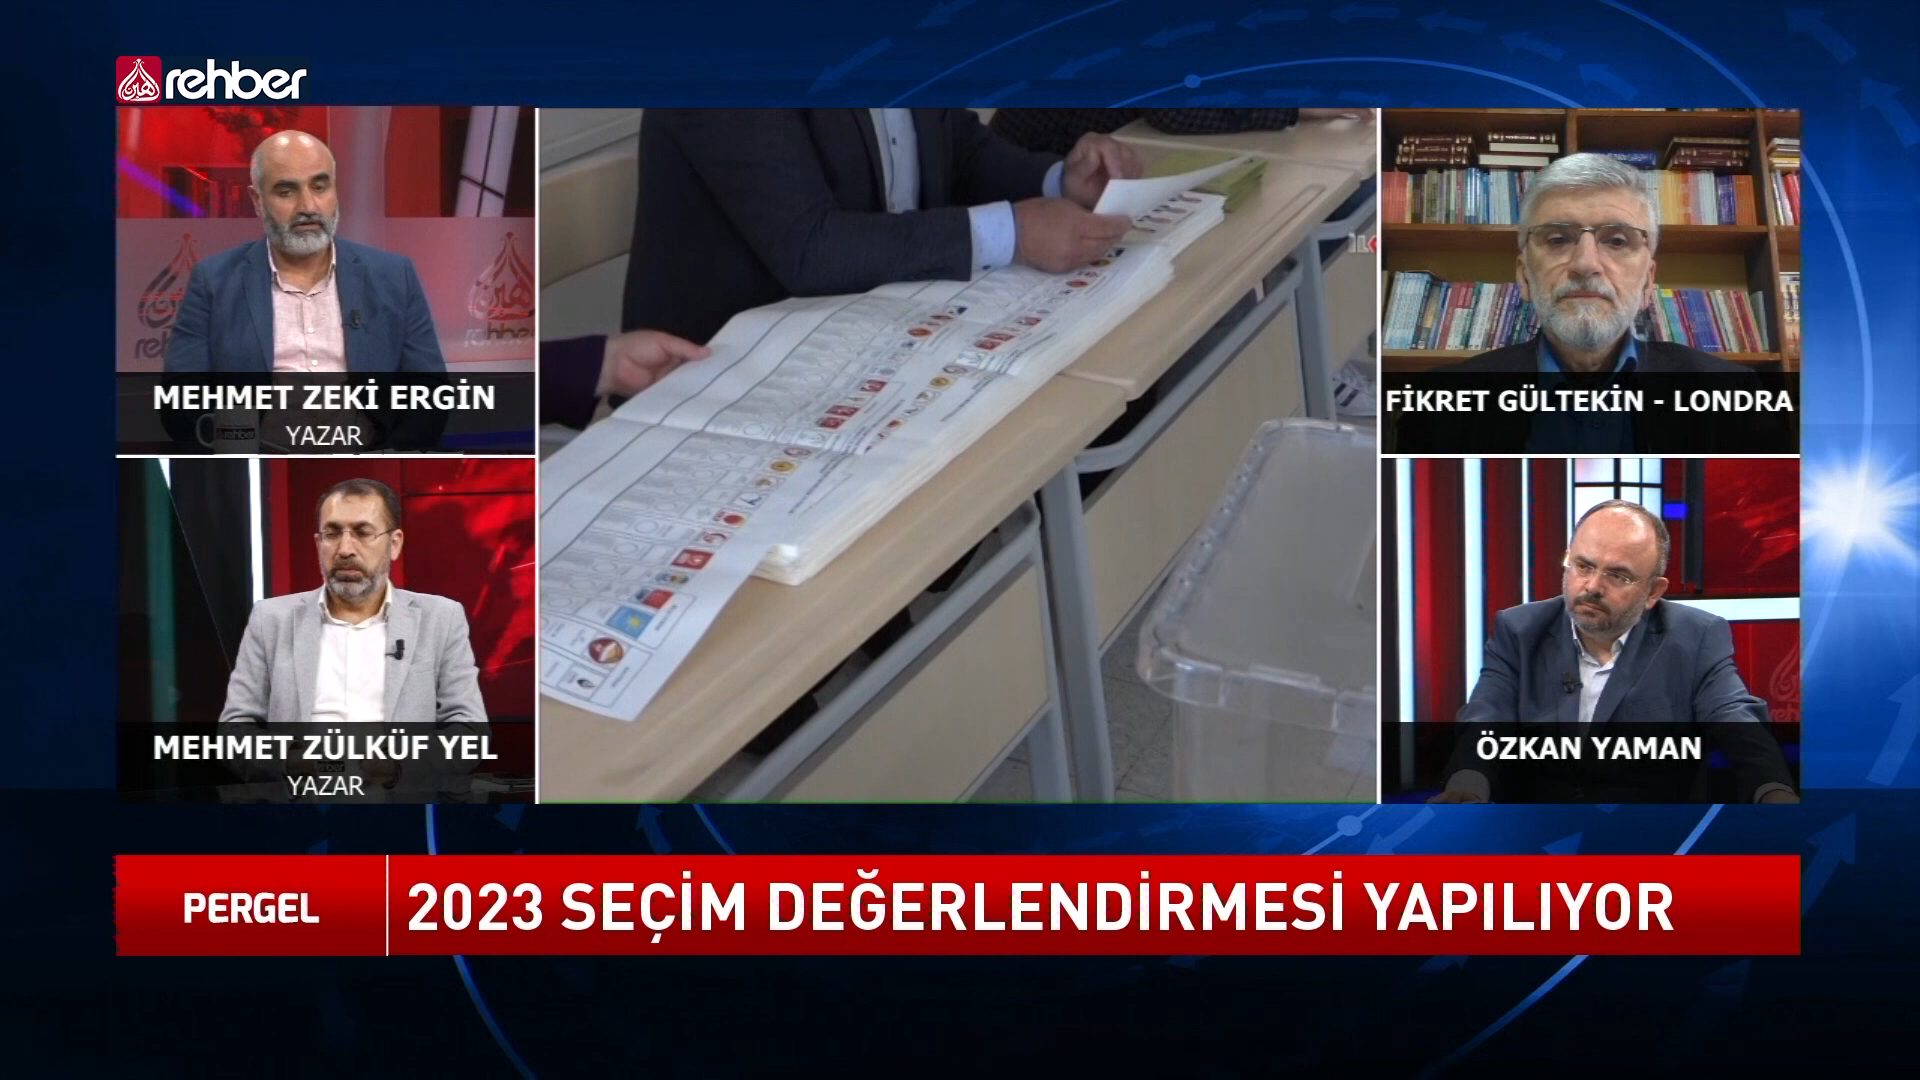 rehber
MEHMET ZEKİ ERGİN
YAZAR
FİKRET GÜLTEKİN - LONDRA
MEHMET ZÜLKÜF YEL
YAZAR
ÖZKAN YAMAN
PERGEL
2023 SEÇİM DEĞERLENDİRMESİ YAPILIYOR